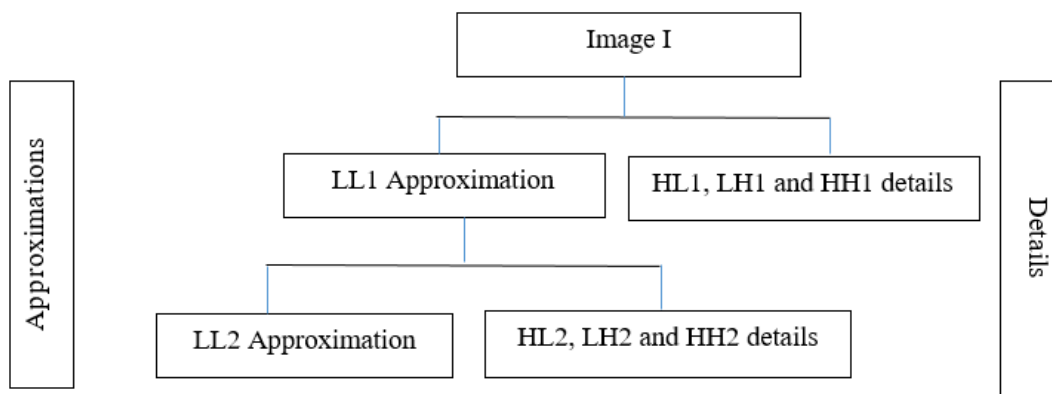 Image I
Approximations
LL1 Approximation
HL1, LH1 and HH1 details
Details
LL2 Approximation
HL2, LH2 and HH2 details